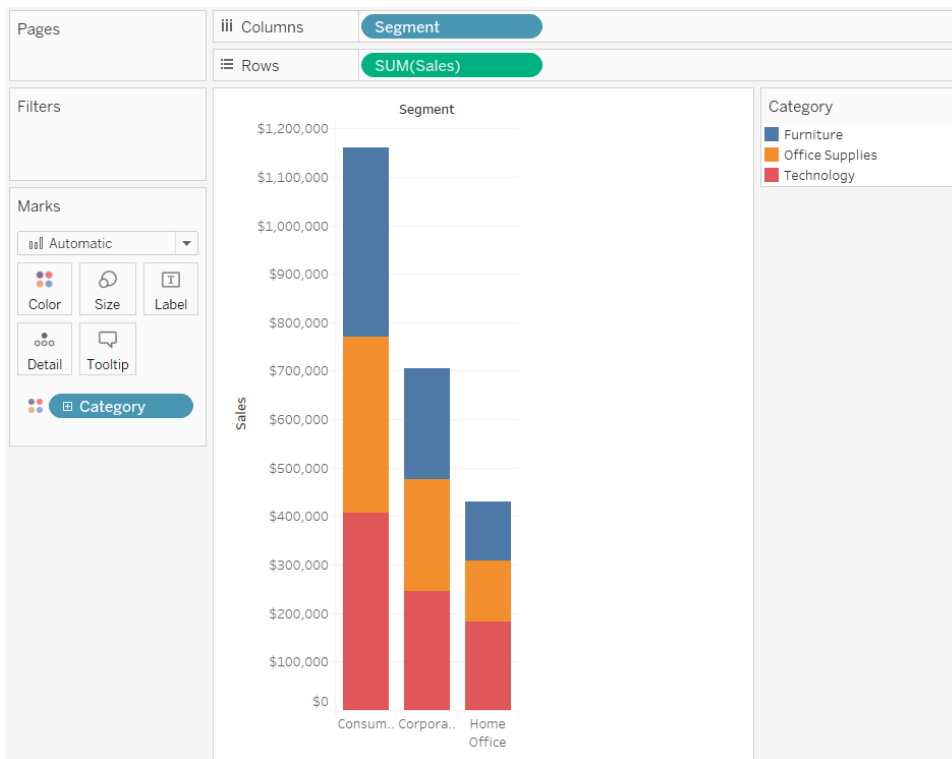 Pages
Columns
Segment
Rows
SUM(Sales)
Filters
Marks
Automatic
Color
Size
Label
Detail
Tooltip
Category
Segment
$1,200,000
$1,100,000
$1,000,000
$900,000
$800,000
$700,000
$600,000
$500,000
$400,000
$300,000
$200,000
$100,000
$0
Sales
Consum.. Corpora.. Home
Office
Category
Furniture
Office Supplies
Technology